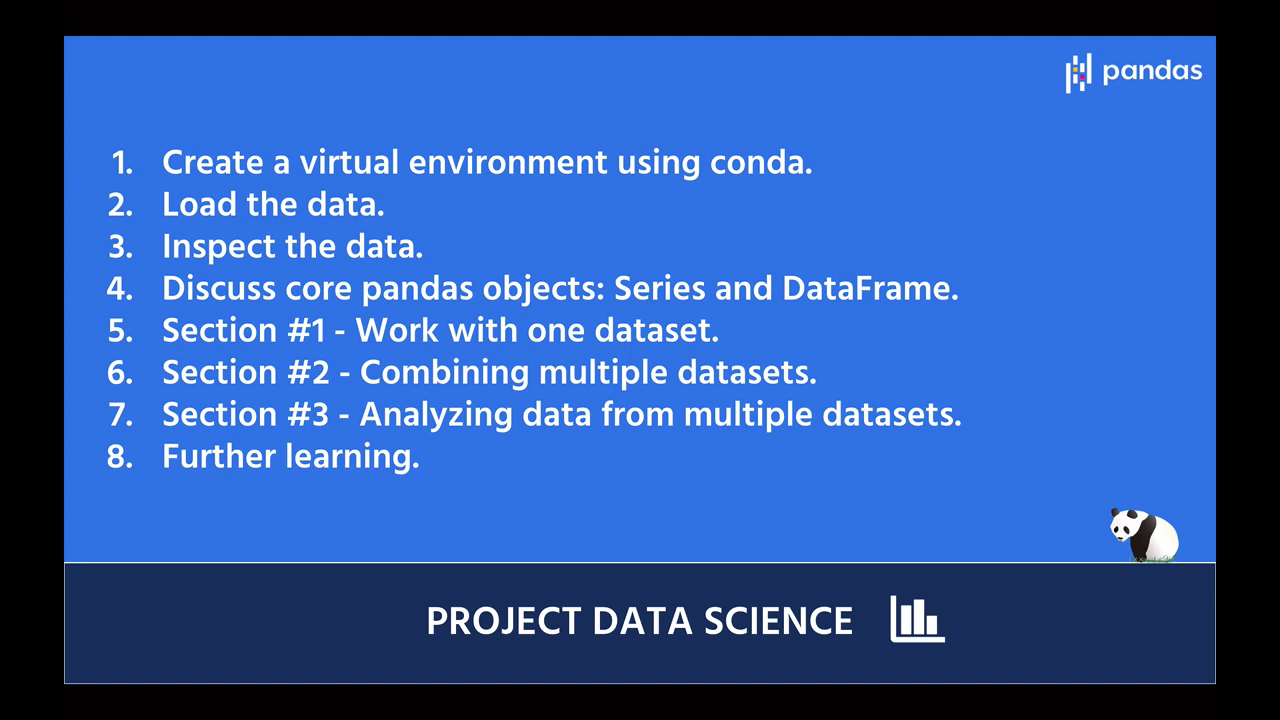 pandas
1. Create a virtual environment using conda.
2. Load the data.
3. Inspect the data.
4. Discuss core pandas objects: Series and DataFrame.
5. Section #1 - Work with one dataset.
6. Section #2 - Combining multiple datasets.
7. Section #3 - Analyzing data from multiple datasets.
8. Further learning.
PROJECT DATA SCIENCE